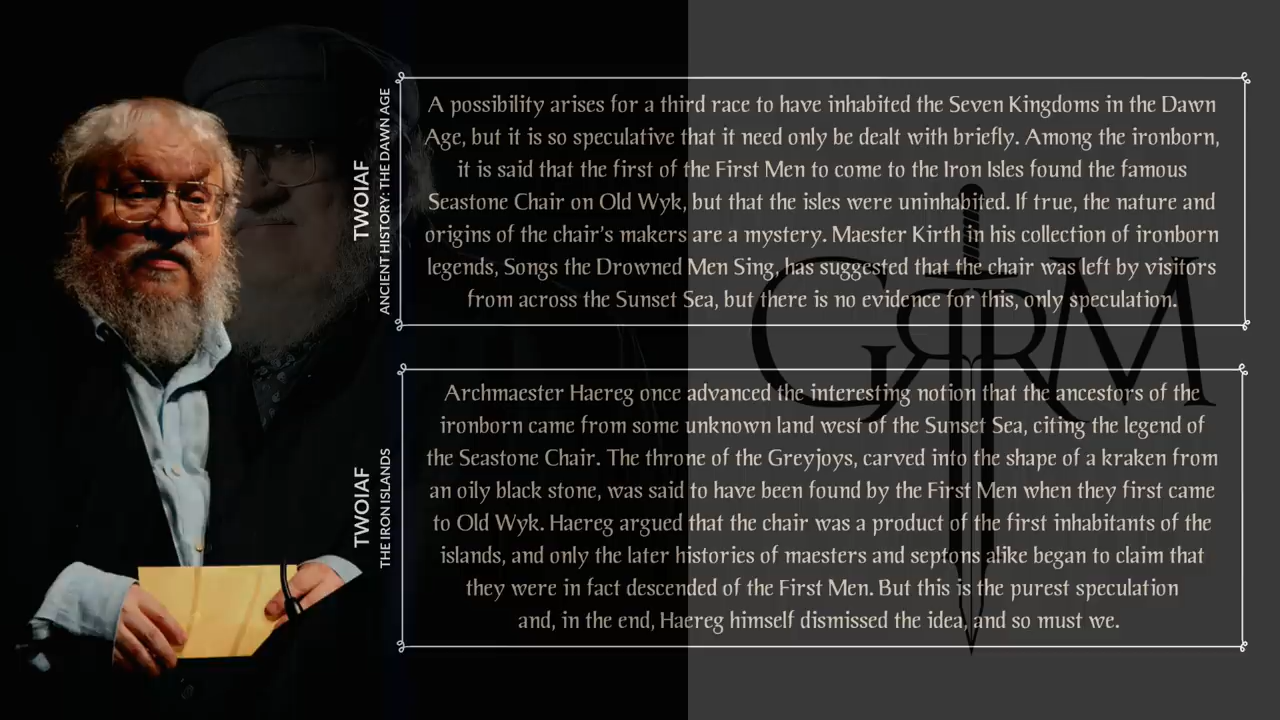 TWOIAF
ANCIENT HISTORY: THE DAWN AGE
A possibility arises for a third race to have inhabited the Seven Kingdoms in the Dawn
Age, but it is so speculative that it need only be dealt with briefly. Among the ironborn,
it is said that the first of the First Men to come to the Iron Isles found the famous
Seastone Chair on Old Wyk, but that the isles were uninhabited. If true, the nature and
origins of the chair's makers are a mystery. Maester Kirth in his collection of ironborn
legends, Songs the Drowned Men Sing, has suggested that the chair was left by visitors
from across the Sunset Sea, but there is no evidence for this, only speculation.
GRRM
TWOIAF
THE IRON ISLANDS
Archmaester Haereg once advanced the interesting notion that the ancestors of the
ironborn came from some unknown land west of the Sunset Sea, citing the legend of
the Seastone Chair. The throne of the Greyjoys, carved into the shape of a kraken from
an oily black stone, was said to have been found by the First Men when they first came
to Old Wyk. Haereg argued that the chair was a product of the first inhabitants of the
islands, and only the later histories of maesters and septons alike began to claim that
they were in fact descended of the First Men. But this is the purest speculation
and, in the end, Haereg himself dismissed the idea, and so must we.